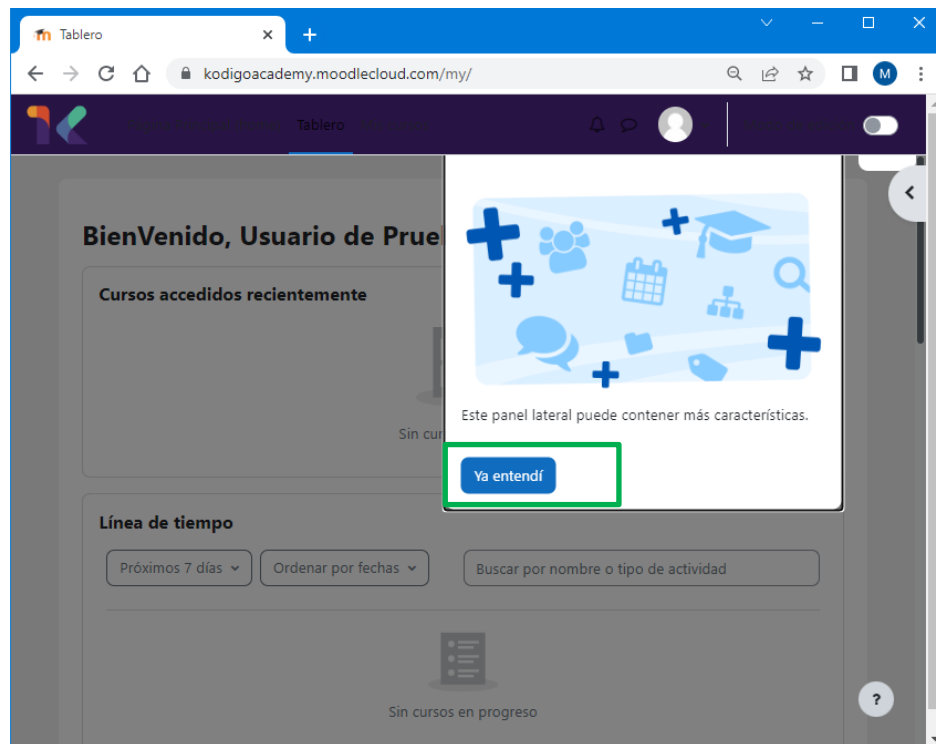 Tablero
kodigoacademy.moodlecloud.com/my/
M
Tablero
BienVenido, Usuario de Prue
Cursos accedidos recientemente
Sin cur
Este panel lateral puede contener más características.
Ya entendí
Línea de tiempo
Próximos 7 días
Ordenar por fechas
Buscar por nombre o tipo de actividad
Sin cursos en progreso
?